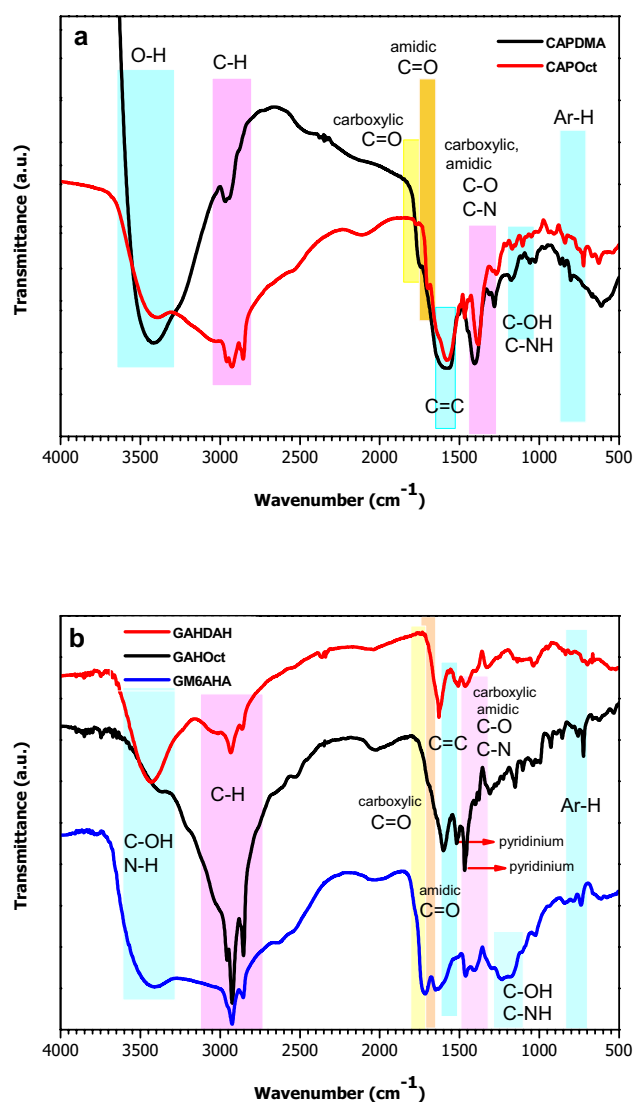 a
CAPDMA
CAPOct
O-H
C-H
amidic
C=O
carboxylic
C=O
carboxylic,
amidic
C-O
C-N
Ar-H
C-OH
C-NH
C=C
Transmittance (a.u.)
4000 3500 3000 2500 2000 1500 1000 500
Wavenumber (cm-1)
b
GAHDAH
GAHOct
GM6AHA
carboxylic
amidic
C-O
C-N
C=C
C-H
Ar-H
carboxylic
C=O
C-OH
N-H
pyridinium
pyridinium
amidic
C=O
C-OH
C-NH
Transmittance (a.u.)
4000 3500 3000 2500 2000 1500 1000 500
Wavenumber (cm-1)